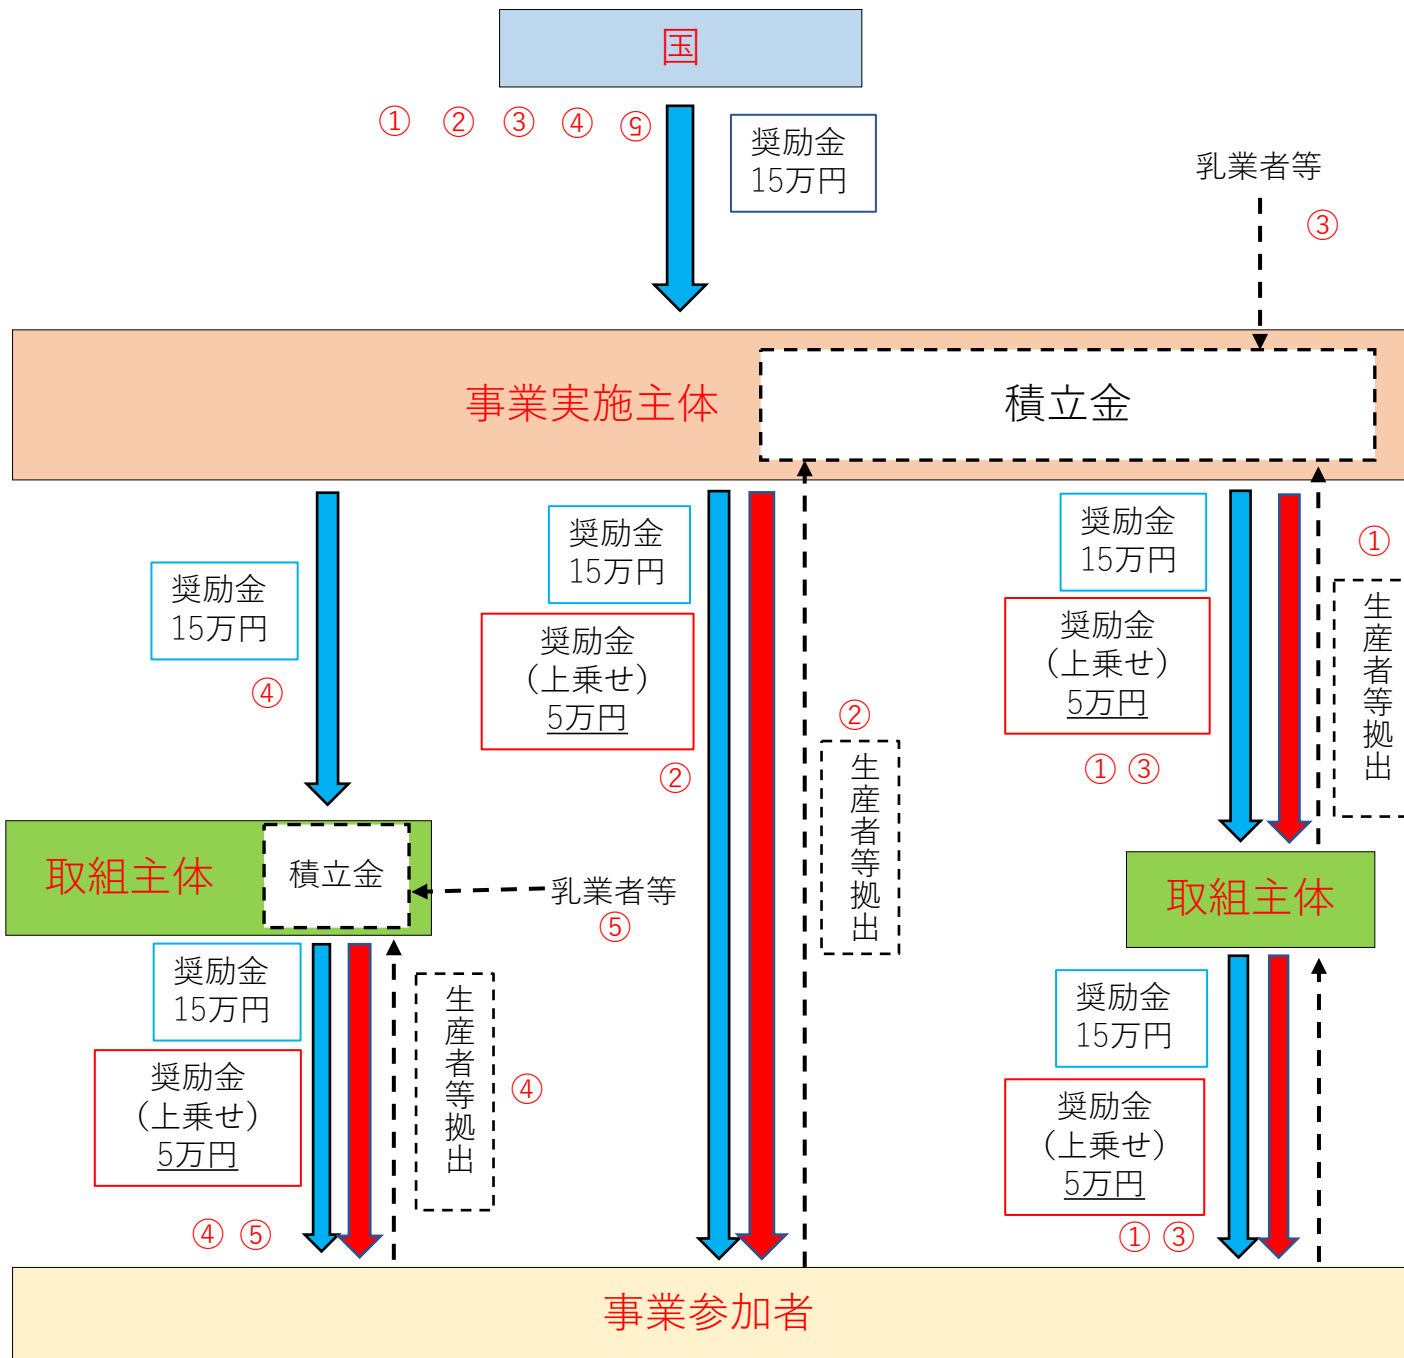 国
① ② ③ ④ ⑤
奨励金
15万円
乳業者等
③
事業実施主体
積立金
奨励金
15万円
④
奨励金
15万円
奨励金
（上乗せ）
5万円
②
②
生産者等拠出
奨励金
15万円
奨励金
（上乗せ）
5万円
① ③
①
生産者等拠出
取組主体
積立金
乳業者等
⑤
取組主体
奨励金
15万円
奨励金
（上乗せ）
5万円
④ ⑤
生産者等拠出
④
奨励金
15万円
奨励金
（上乗せ）
5万円
① ③
事業参加者